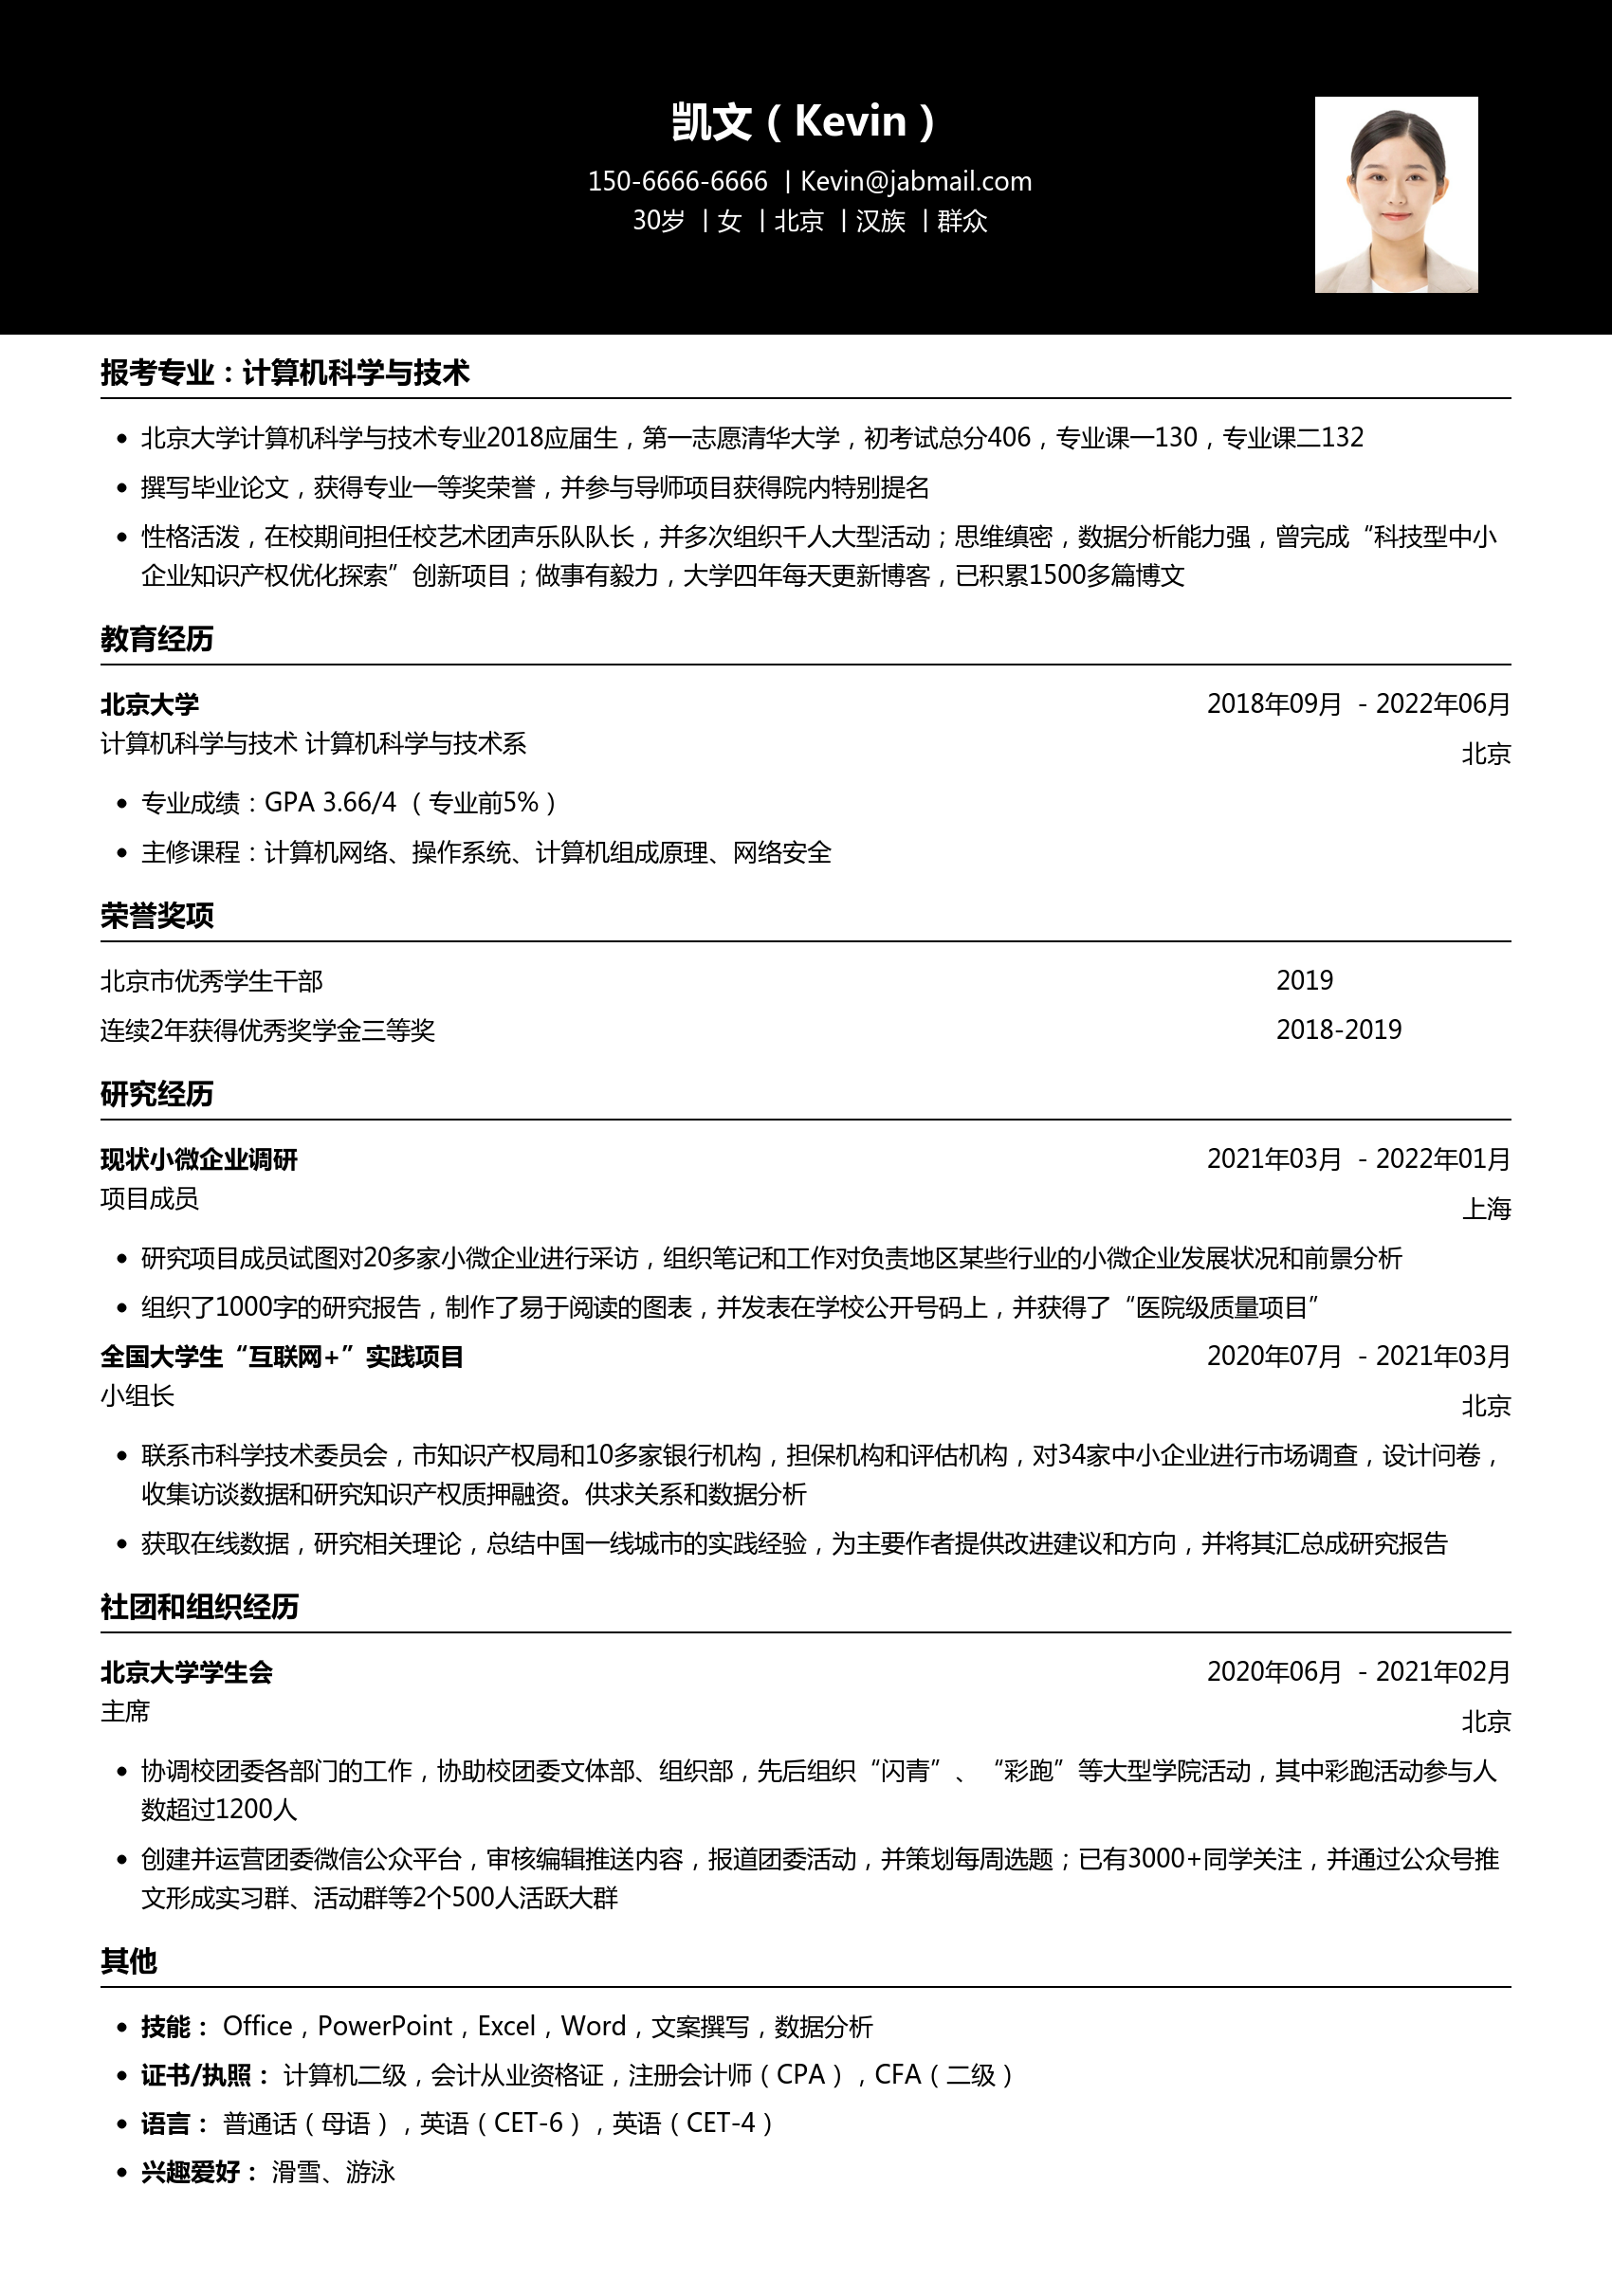 凯文（Kevin）
150-6666-6666 | Kevin@jabmail.com
30岁 | 女 | 北京 | 汉族 | 群众
报考专业：计算机科学与技术
• 北京大学计算机科学与技术专业2018应届生，第一志愿清华大学，初考试总分406，专业课一130，专业课二132
• 撰写毕业论文，获得专业一等奖荣誉，并参与导师项目获得院内特别提名
• 性格活泼，在校期间担任校艺术团声乐队队长，并多次组织千人大型活动；思维缜密，数据分析能力强，曾完成“科技型中小
企业知识产权优化探索”创新项目；做事有毅力，大学四年每天更新博客，已积累1500多篇博文
教育经历
北京大学 2018年09月 - 2022年06月
计算机科学与技术 计算机科学与技术系 北京
• 专业成绩：GPA 3.66/4 （专业前5%）
• 主修课程：计算机网络、操作系统、计算机组成原理、网络安全
荣誉奖项
北京市优秀学生干部 2019
连续2年获得优秀奖学金三等奖 2018-2019
研究经历
现状小微企业调研 2021年03月 - 2022年01月
项目成员 上海
• 研究项目成员试图对20多家小微企业进行采访，组织笔记和工作对负责地区某些行业的小微企业发展状况和前景分析
• 组织了1000字的研究报告，制作了易于阅读的图表，并发表在学校公开号码上，并获得了“医院级质量项目”
全国大学生“互联网+”实践项目 2020年07月 - 2021年03月
小组长 北京
• 联系市科学技术委员会，市知识产权局和10多家银行机构，担保机构和评估机构，对34家中小企业进行市场调查，设计问卷，
收集访谈数据和研究知识产权质押融资。供求关系和数据分析
• 获取在线数据，研究相关理论，总结中国一线城市的实践经验，为主要作者提供改进建议和方向，并将其汇总成研究报告
社团和组织经历
北京大学学生会 2020年06月 - 2021年02月
主席 北京
• 协调校团委各部门的工作，协助校团委文体部、组织部，先后组织“闪青”、“彩跑”等大型学院活动，其中彩跑活动参与人
数超过1200人
• 创建并运营团委微信公众平台，审核编辑推送内容，报道团委活动，并策划每周选题；已有3000+同学关注，并通过公众号推
文形成实习群、活动群等2个500人活跃大群
其他
• 技能： Office，PowerPoint，Excel，Word，文案撰写，数据分析
• 证书/执照： 计算机二级，会计从业资格证，注册会计师（CPA），CFA（二级）
• 语言： 普通话（母语），英语（CET-6），英语（CET-4）
• 兴趣爱好： 滑雪、游泳